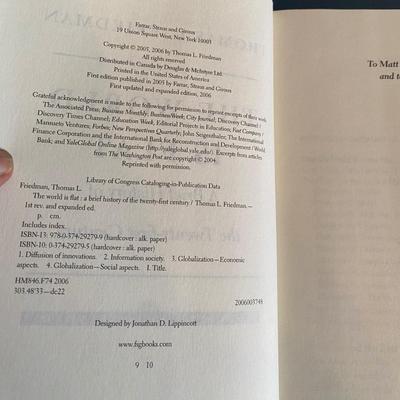 Farrar, Straus and Giroux
19 Union Square West, New York 10003
Copyright © 2005, 2006 by Thomas L. Friedman
All rights reserved
Distributed in Canada by Douglas & McIntyre Ltd.
Printed in the United States of America
First edition published in 2005 by Farrar, Straus and Giroux
First updated and expanded edition, 2006
Grateful acknowledgment is made to the following for permission to reprint excerpts of their work:
The Associated Press; Business Monthly; BusinessWeek; City Journal; Discovery Channel;
Discovery Times Channel; Education Week, Editorial Projects in Education; Fast Company /
Mansueto Ventures; Forbes; New Perspectives Quarterly; John Seigenthaler, The International
Finance Corporation and the International Bank for Reconstruction and Development / World
Bank; and YaleGlobal Online Magazine (http://yaleglobal.yale.edu/). Excerpts from articles
from The Washington Post are copyright © 2004.
Reprinted with permission.
Library of Congress Cataloging-in-Publication Data
Friedman, Thomas L.
The world is flat : a brief history of the twenty-first century / Thomas L. Friedman.—
1st rev. and expanded ed.
p. cm.
Includes index.
ISBN-13: 978-0-374-29279-9 (hardcover : alk. paper)
ISBN-10: 0-374-29279-5 (hardcover : alk. paper)
1. Diffusion of innovations. 2. Information society. 3. Globalization—Economic
aspects. 4. Globalization—Social aspects. I. Title.
HM846.F74 2006
303.48'33—dc22
2006003748
Designed by Jonathan D. Lippincott
www.fsgbooks.com
9 10
To Matt
and to